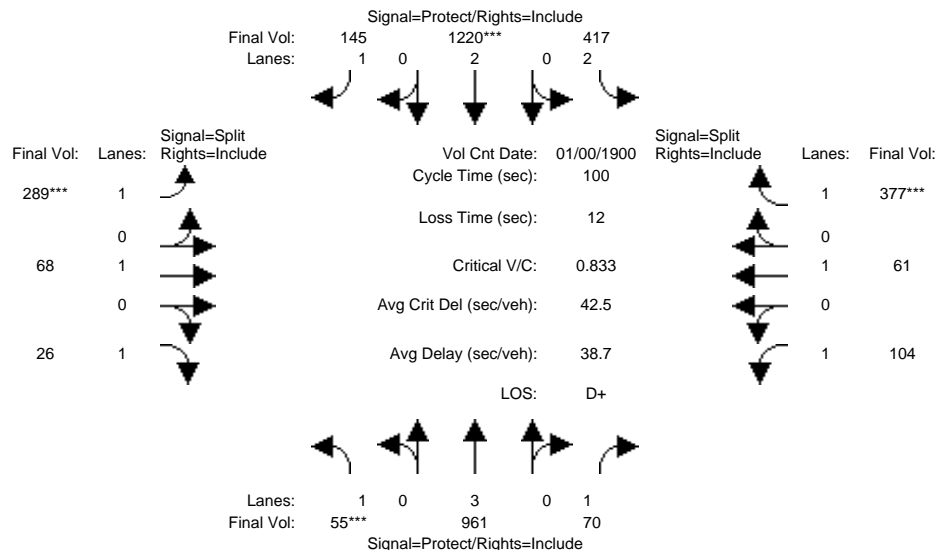 Signal=Protect/Rights=Include
Final Vol: 145 1220*** 417
Lanes: 1 0 2 0 2
Signal=Split Signal=Split
Final Vol: Lanes: Rights=Include Vol Cnt Date: 01/00/1900 Rights=Include Lanes: Final Vol:
Cycle Time (sec): 100
289*** 1 1 377***
Loss Time (sec): 12
0 0
68 1 Critical V/C: 0.833 1 61
0 Avg Crit Del (sec/veh): 42.5 0
26 1 Avg Delay (sec/veh): 38.7 1 104
LOS: D+
Lanes: 1 0 3 0 1
Final Vol: 55*** 961 70
Signal=Protect/Rights=Include